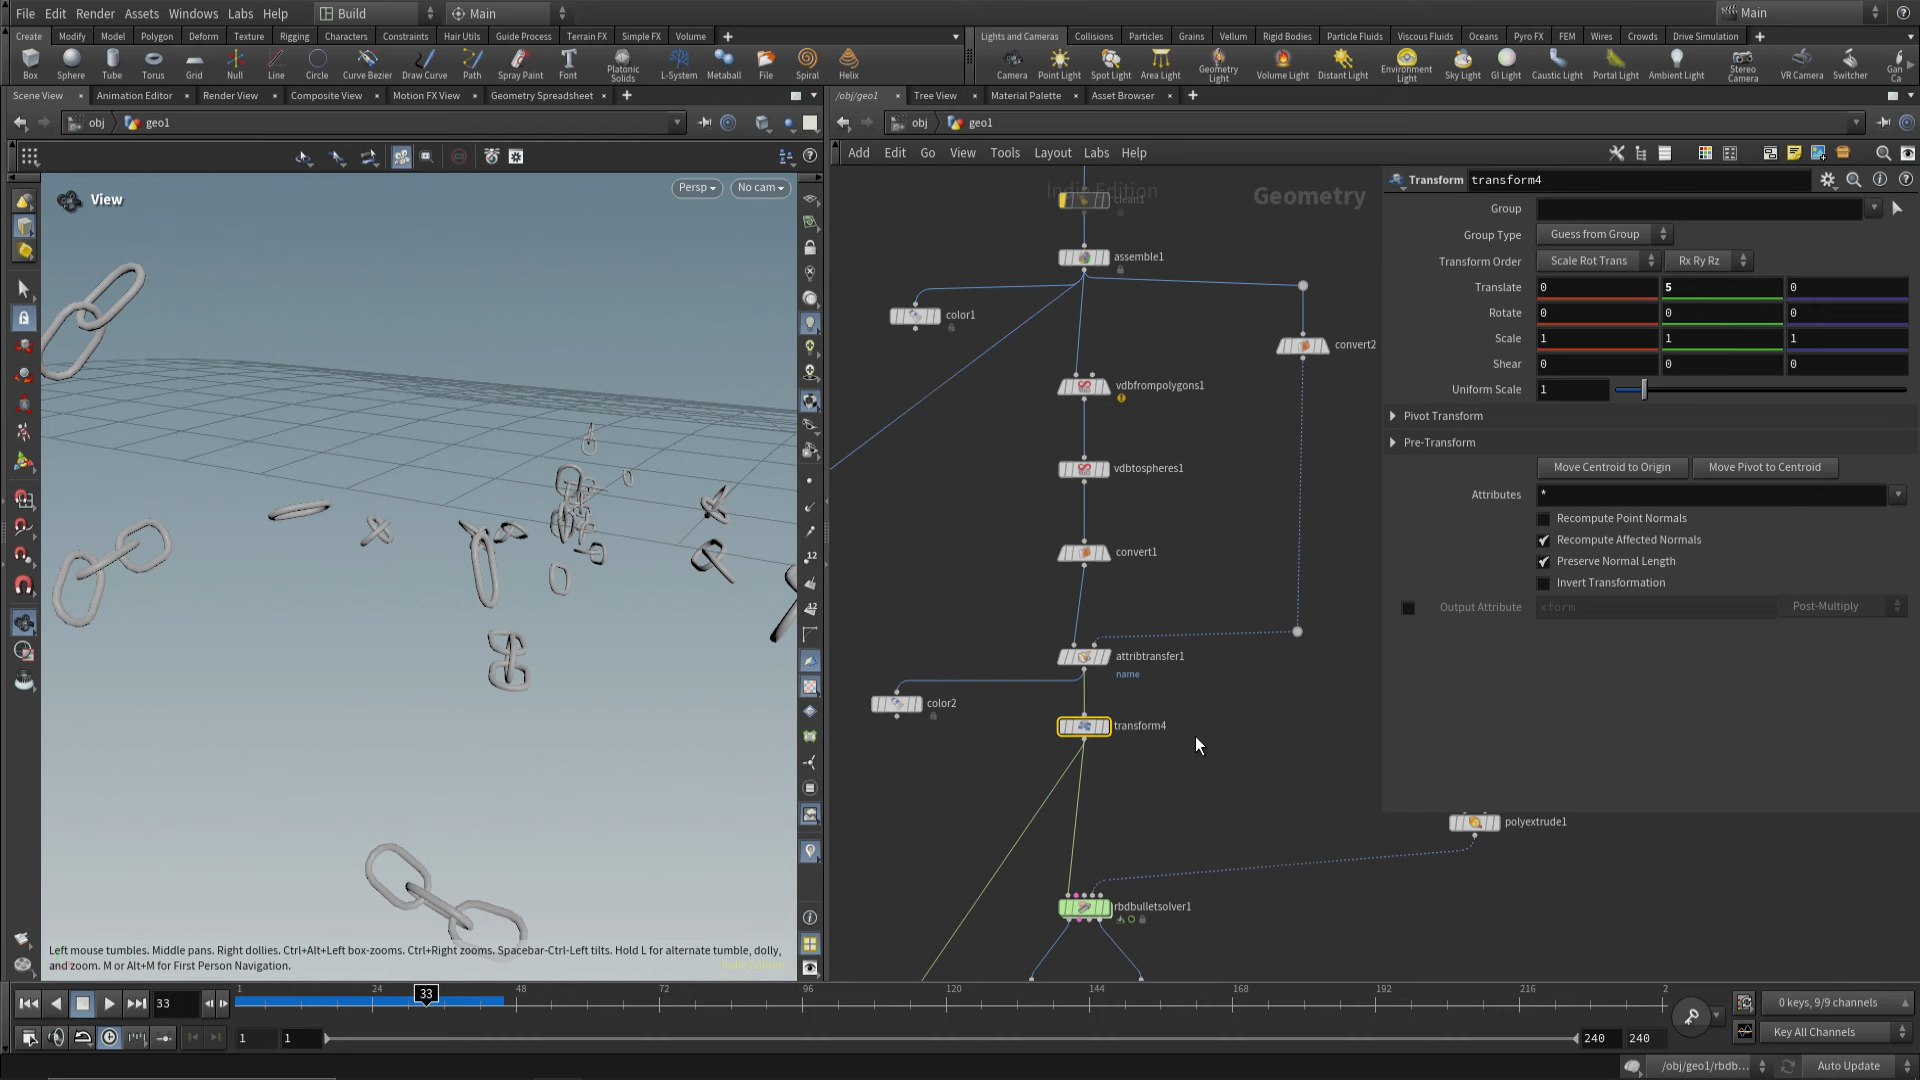 File Edit Render Assets Windows Labs Help Build Main Main
Create Modify Model Polygon Deform Texture Rigging Characters Constraints Hair Utils Guide Process Terrain FX Simple FX Volume
Lights and Cameras Collisions Particles Grains Vellum Rigid Bodies Particle Fluids Viscous Fluids Oceans Pyro FX FEM Wires Crowds Drive Simulation
Box Sphere Tube Torus Grid Null Line Circle Curve Bezier Draw Curve Path Spray Paint Font Platonic Solids L-System Metaball File Spiral Helix
Camera Point Light Spot Light Area Light Geometry Light Volume Light Distant Light Environment Light Sky Light GI Light Caustic Light Portal Light Ambient Light Stereo Camera VR Camera Switcher Gan Ca
Scene View Animation Editor Render View Composite View Motion FX View Geometry Spreadsheet
/obj/geo1 Tree View Material Palette Asset Browser
obj geo1
obj geo1
Add Edit Go View Tools Layout Labs Help
View
Persp No cam
Indie Edition
Geometry
clean1
assemble1
color1
convert2
vdbfrompolygons1
vdbtospheres1
convert1
attribtransfer1
name
color2
transform4
polyextrude1
rbdbulletsolver1
Transform transform4
Group
Group Type Guess from Group
Transform Order Scale Rot Trans Rx Ry Rz
Translate 0 5 0
Rotate 0 0 0
Scale 1 1 1
Shear 0 0 0
Uniform Scale 1
Pivot Transform
Pre-Transform
Move Centroid to Origin Move Pivot to Centroid
Attributes *
Recompute Point Normals
Recompute Affected Normals
Preserve Normal Length
Invert Transformation
Output Attribute xform Post-Multiply
12
12
Left mouse tumbles. Middle pans. Right dollies. Ctrl+Alt+Left box-zooms. Ctrl+Right zooms. Spacebar-Ctrl-Left tilts. Hold L for alternate tumble, dolly,
and zoom. M or Alt+M for First Person Navigation.
Indie Edition
33 1 24 33 48 72 96 120 144 168 192 216 2
0 keys, 9/9 channels
1 1 240 240
Key All Channels
/obj/geo1/rbdb... Auto Update